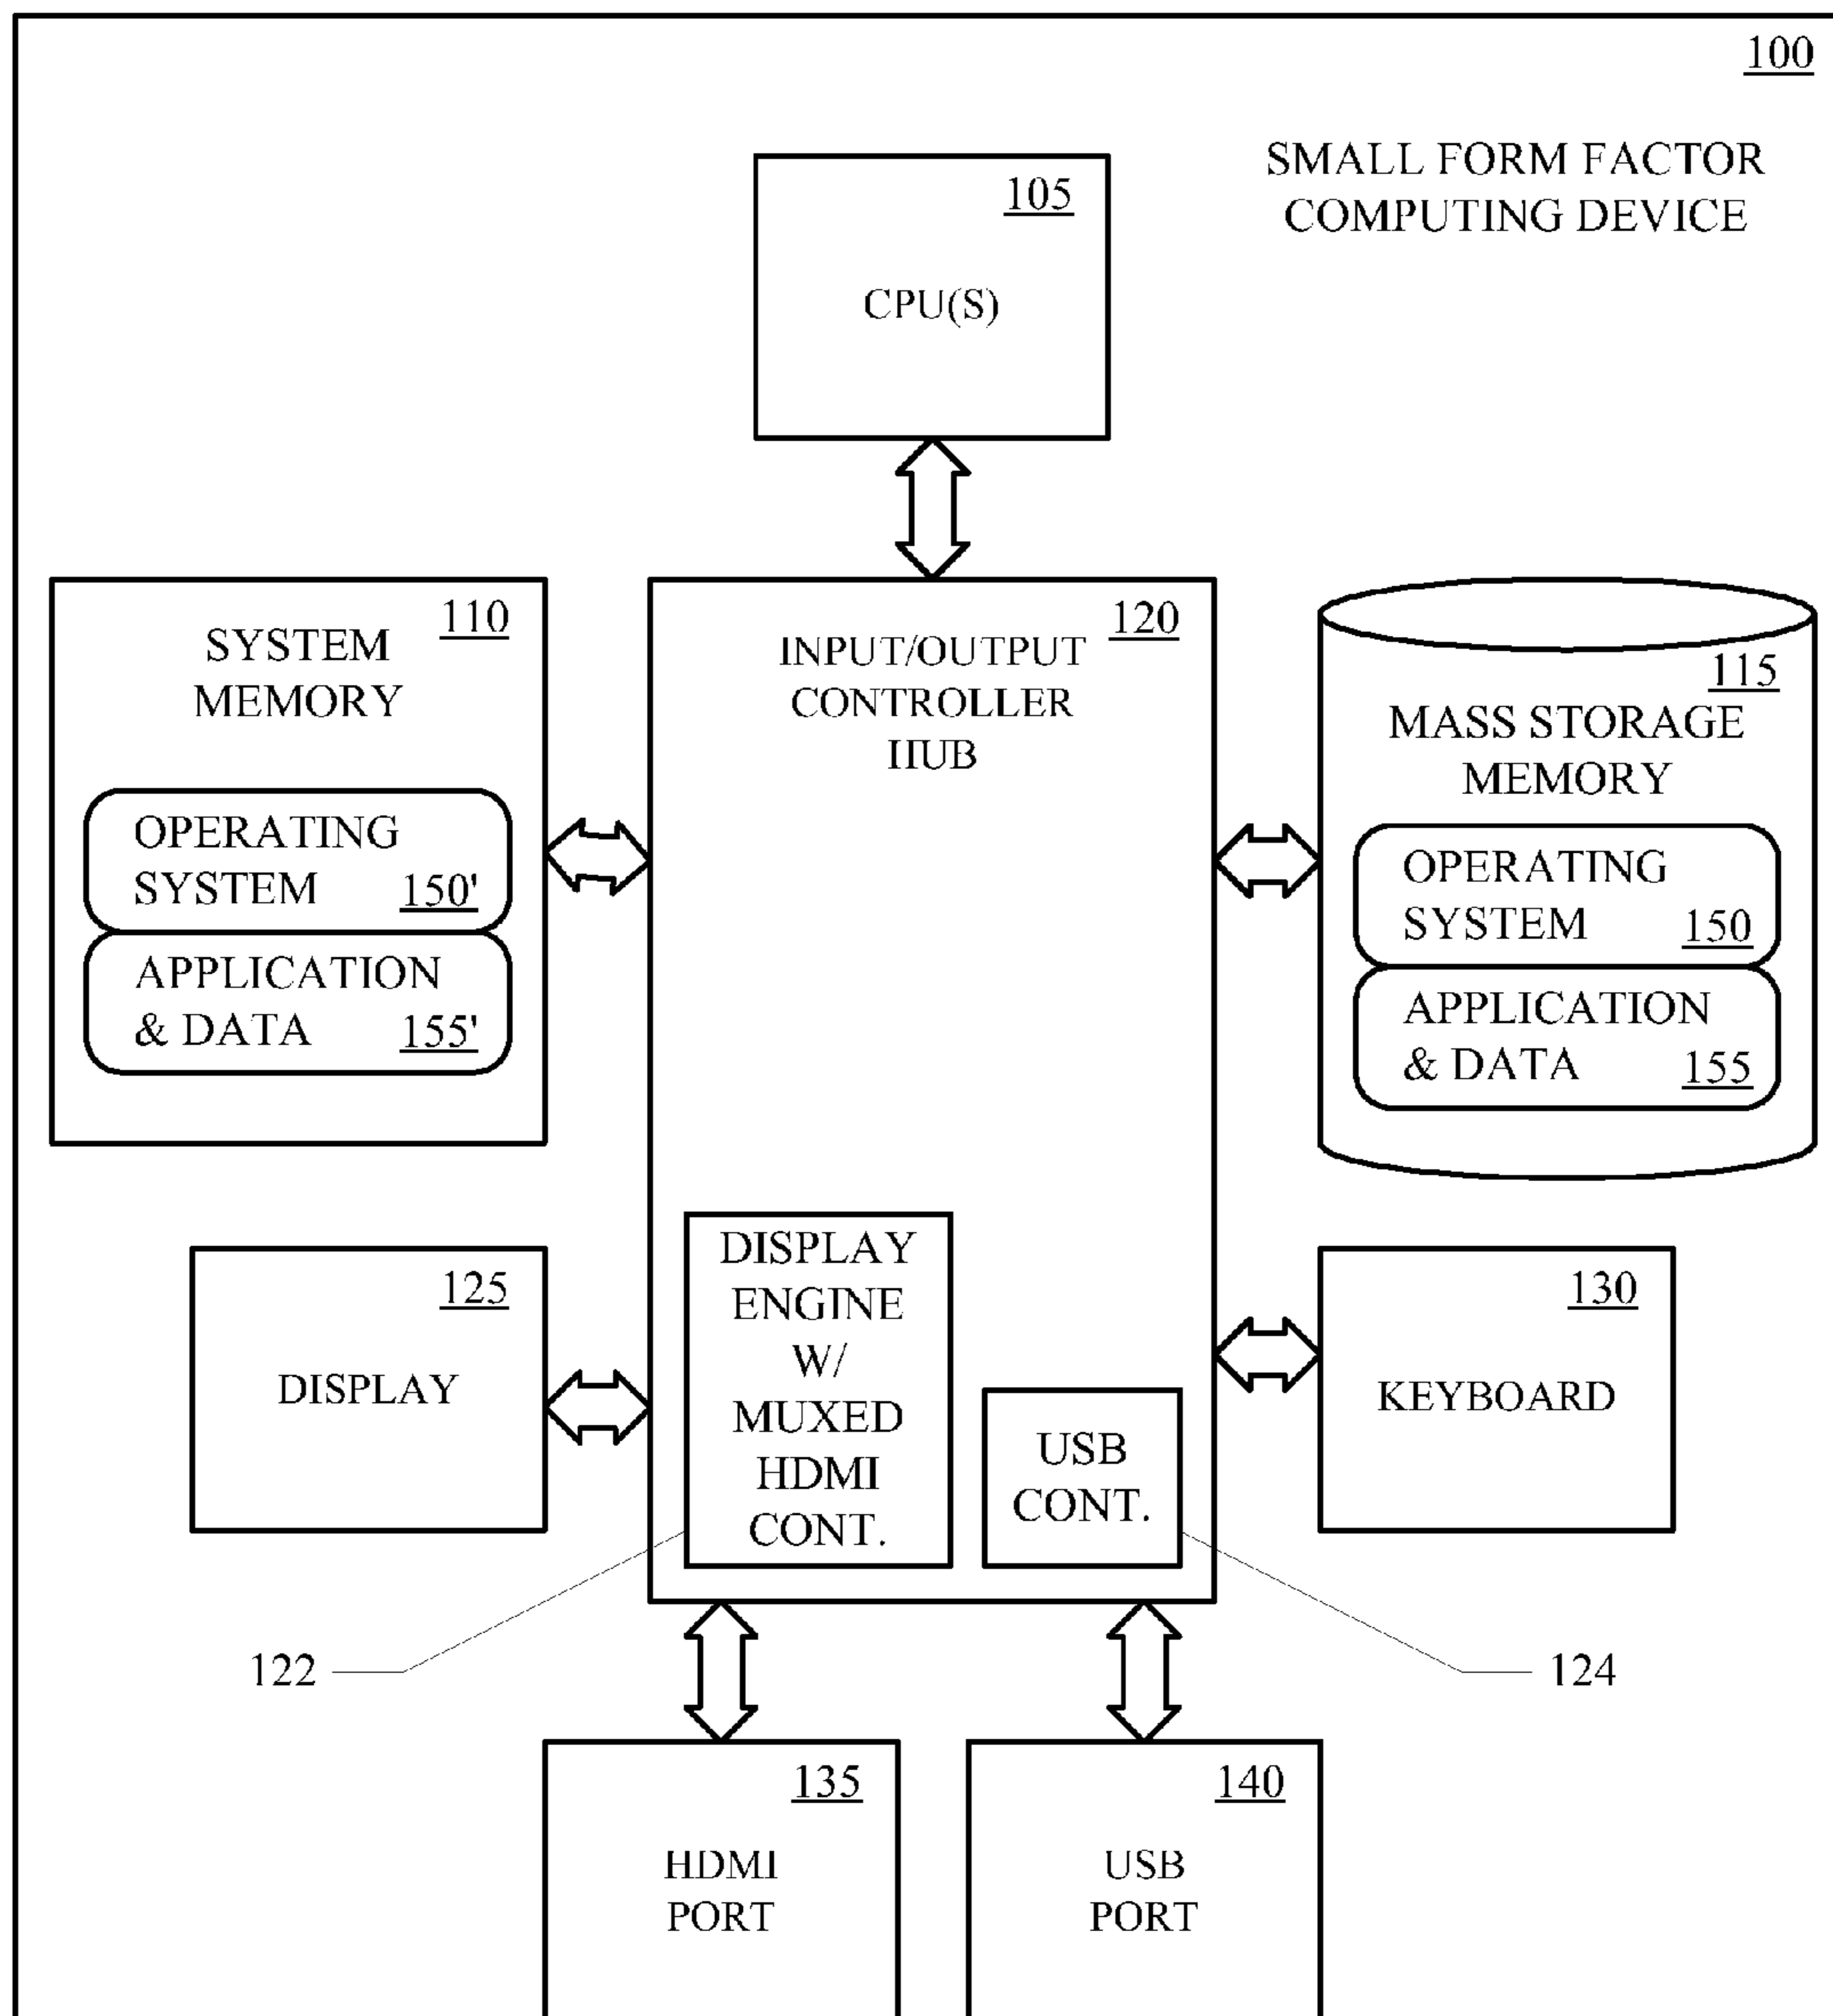 100
SMALL FORM FACTOR
COMPUTING DEVICE
105
CPU(S)
110
SYSTEM
MEMORY
OPERATING
SYSTEM 150'
APPLICATION
& DATA 155'
120
INPUT/OUTPUT
CONTROLLER
HUB
115
MASS STORAGE
MEMORY
OPERATING
SYSTEM 150
APPLICATION
& DATA 155
125
DISPLAY
DISPLAY
ENGINE
W/
MUXED
HDMI
CONT.
USB
CONT.
130
KEYBOARD
122
124
135
HDMI
PORT
140
USB
PORT